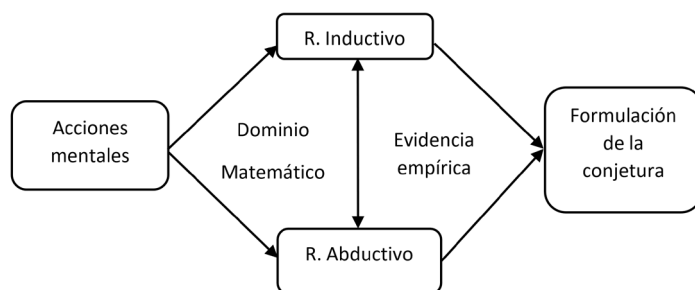 R. Inductivo
Acciones
mentales
Dominio
Matemático
Evidencia
empírica
Formulación
de la
conjetura
R. Abductivo